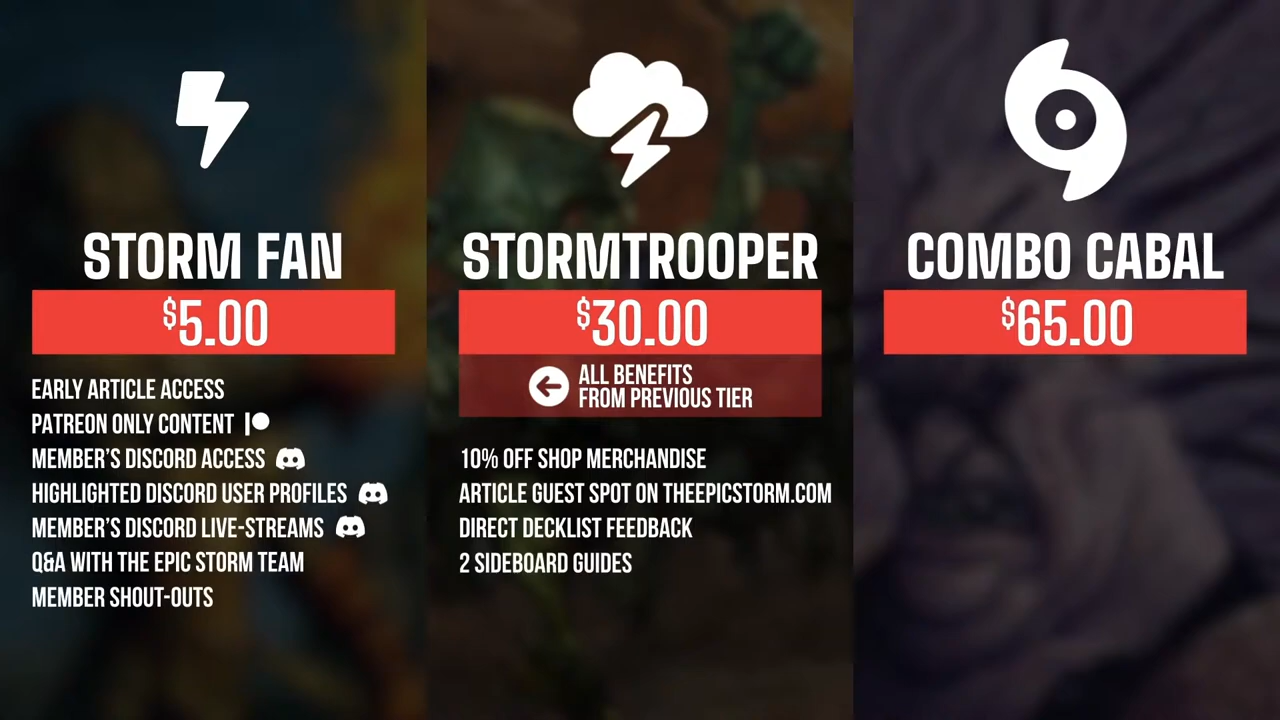 STORM FAN
$5.00
EARLY ARTICLE ACCESS
PATREON ONLY CONTENT
MEMBER'S DISCORD ACCESS
HIGHLIGHTED DISCORD USER PROFILES
MEMBER'S DISCORD LIVE-STREAMS
Q&A WITH THE EPIC STORM TEAM
MEMBER SHOUT-OUTS
STORMTROOPER
$30.00
ALL BENEFITS
FROM PREVIOUS TIER
10% OFF SHOP MERCHANDISE
ARTICLE GUEST SPOT ON THEEPICSTORM.COM
DIRECT DECKLIST FEEDBACK
2 SIDEBOARD GUIDES
COMBO CABAL
$65.00